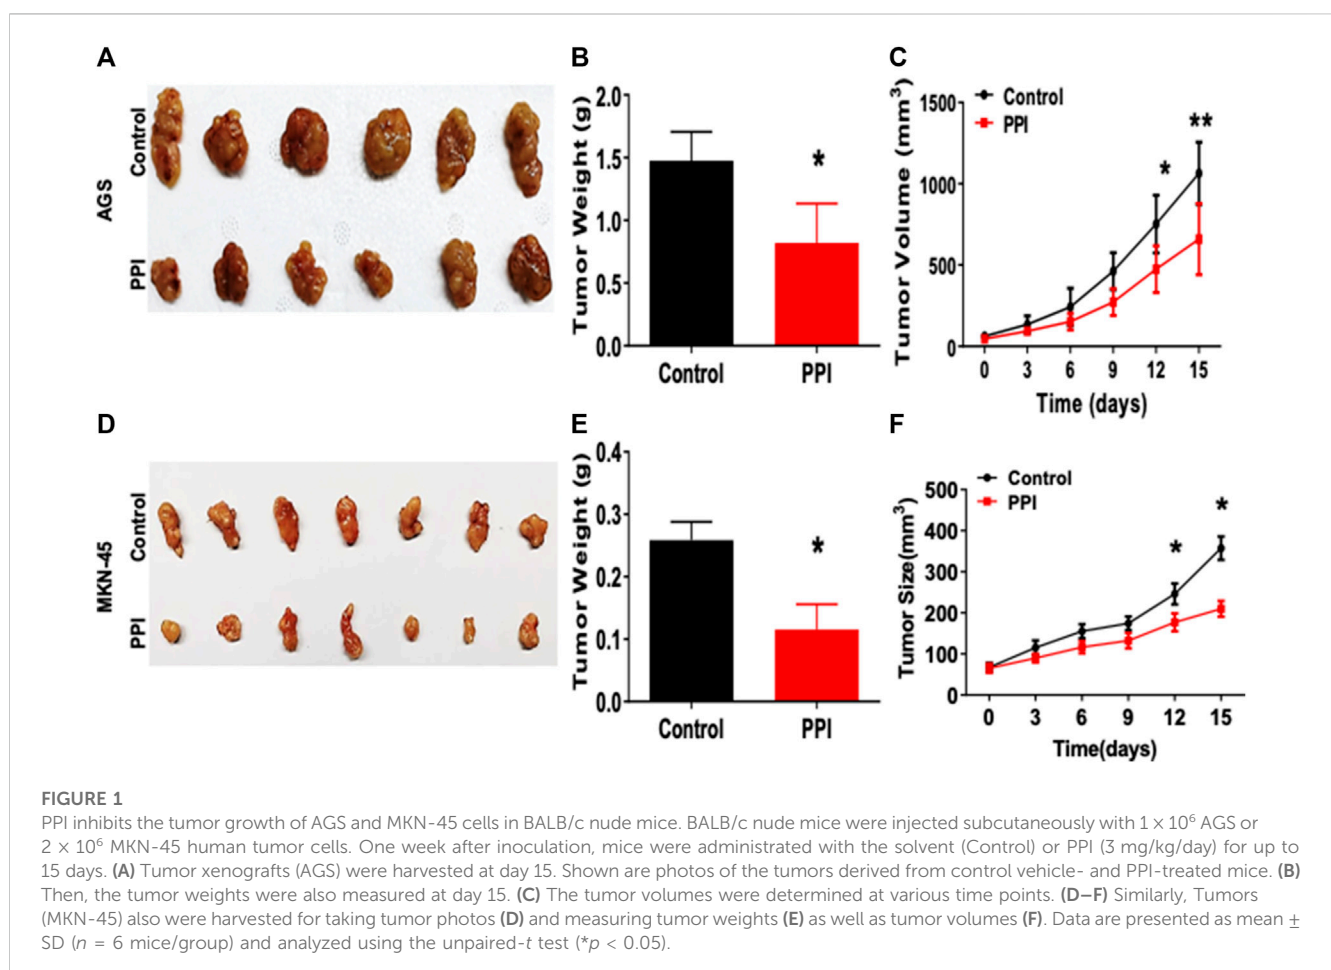 A
Control
PPI
AGS
B
Tumor Weight (g)
2.0
1.5
1.0
0.5
0.0
*
Control
PPI
C
Tumor Volume (mm³)
Control
PPI
1500
1000
500
0
*
**
0 3 6 9 12 15
Time (days)
D
Control
PPI
MKN-45
E
Tumor Weight (g)
0.4
0.3
0.2
0.1
0.0
*
Control
PPI
F
Tumor Size(mm³)
Control
PPI
500
400
300
200
100
0
*
*
0 3 6 9 12 15
Time(days)
FIGURE 1
PPI inhibits the tumor growth of AGS and MKN-45 cells in BALB/c nude mice. BALB/c nude mice were injected subcutaneously with 1 × 10⁶ AGS or
2 × 10⁶ MKN-45 human tumor cells. One week after inoculation, mice were administrated with the solvent (Control) or PPI (3 mg/kg/day) for up to
15 days. (A) Tumor xenografts (AGS) were harvested at day 15. Shown are photos of the tumors derived from control vehicle- and PPI-treated mice. (B)
Then, the tumor weights were also measured at day 15. (C) The tumor volumes were determined at various time points. (D–F) Similarly, Tumors
(MKN-45) also were harvested for taking tumor photos (D) and measuring tumor weights (E) as well as tumor volumes (F). Data are presented as mean ±
SD (n = 6 mice/group) and analyzed using the unpaired-t test (*p < 0.05).